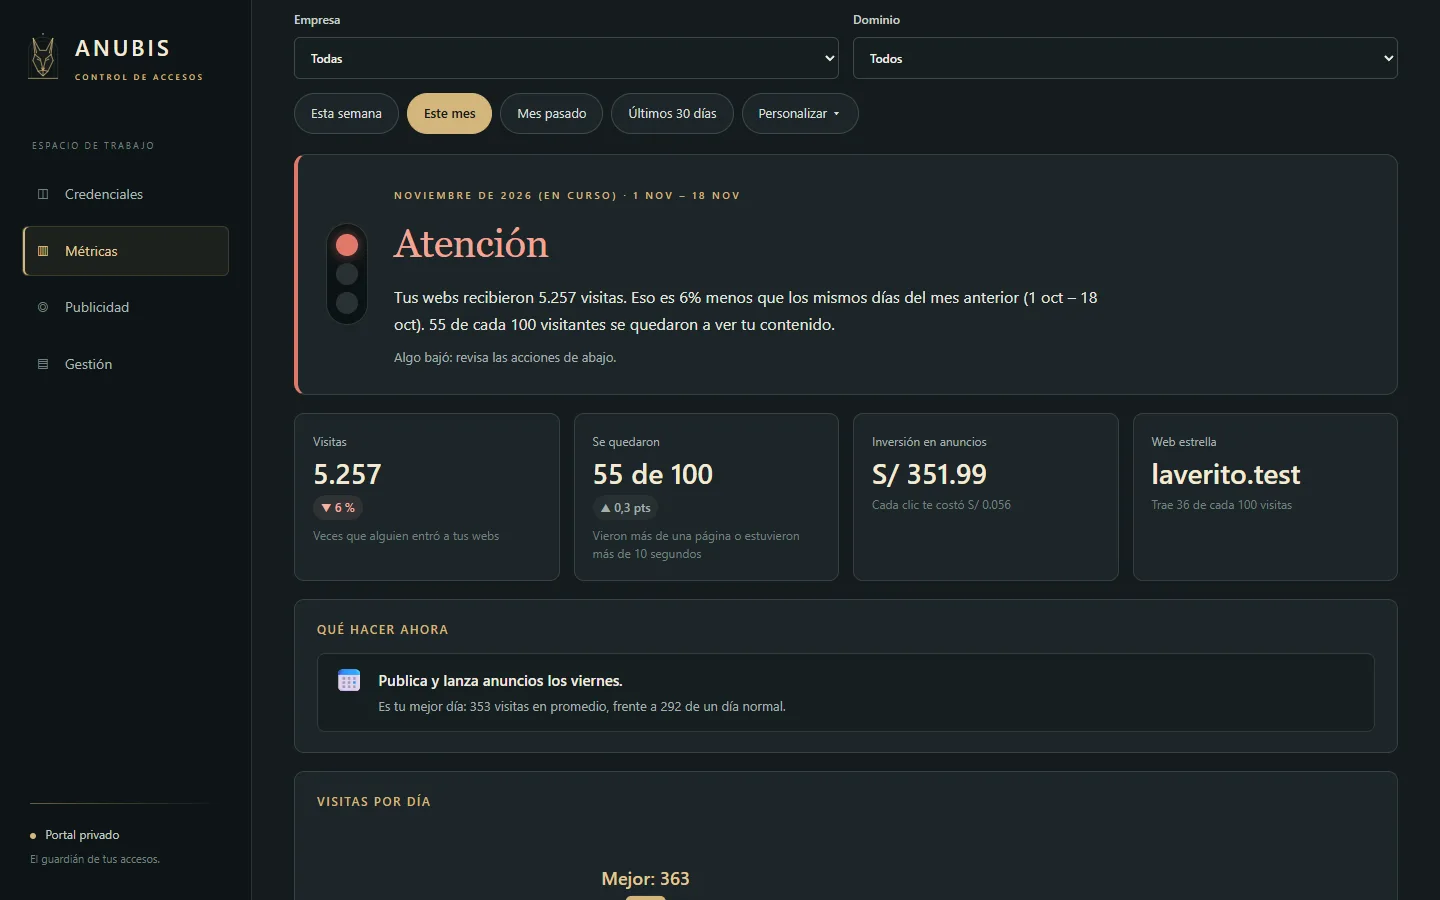 ANUBIS
CONTROL DE ACCESOS
ESPACIO DE TRABAJO
Credenciales
Métricas
Publicidad
Gestión
Portal privado
El guardián de tus accesos.
Empresa
Todas
Dominio
Todos
Esta semana
Este mes
Mes pasado
Últimos 30 días
Personalizar
NOVIEMBRE DE 2026 (EN CURSO) · 1 NOV – 18 NOV
Atención
Tus webs recibieron 5.257 visitas. Eso es 6% menos que los mismos días del mes anterior (1 oct – 18
oct). 55 de cada 100 visitantes se quedaron a ver tu contenido.
Algo bajó: revisa las acciones de abajo.
Visitas
5.257
▼ 6 %
Veces que alguien entró a tus webs
Se quedaron
55 de 100
▲ 0,3 pts
Vieron más de una página o estuvieron
más de 10 segundos
Inversión en anuncios
S/ 351.99
Cada clic te costó S/ 0.056
Web estrella
laverito.test
Trae 36 de cada 100 visitas
QUÉ HACER AHORA
Publica y lanza anuncios los viernes.
Es tu mejor día: 353 visitas en promedio, frente a 292 de un día normal.
VISITAS POR DÍA
Mejor: 363